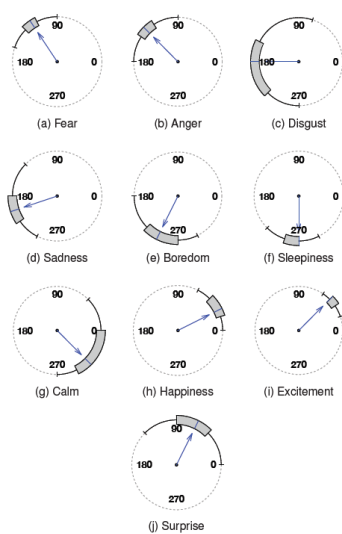 90 90 90
180 0 180 0 180 0
270 270 270
(a) Fear (b) Anger (c) Disgust
90 90 90
180 0 180 0 180 0
270 270 270
(d) Sadness (e) Boredom (f) Sleepiness
90 90 90
180 0 180 0 180 0
270 270 270
(g) Calm (h) Happiness (i) Excitement
90
180 0
270
(j) Surprise